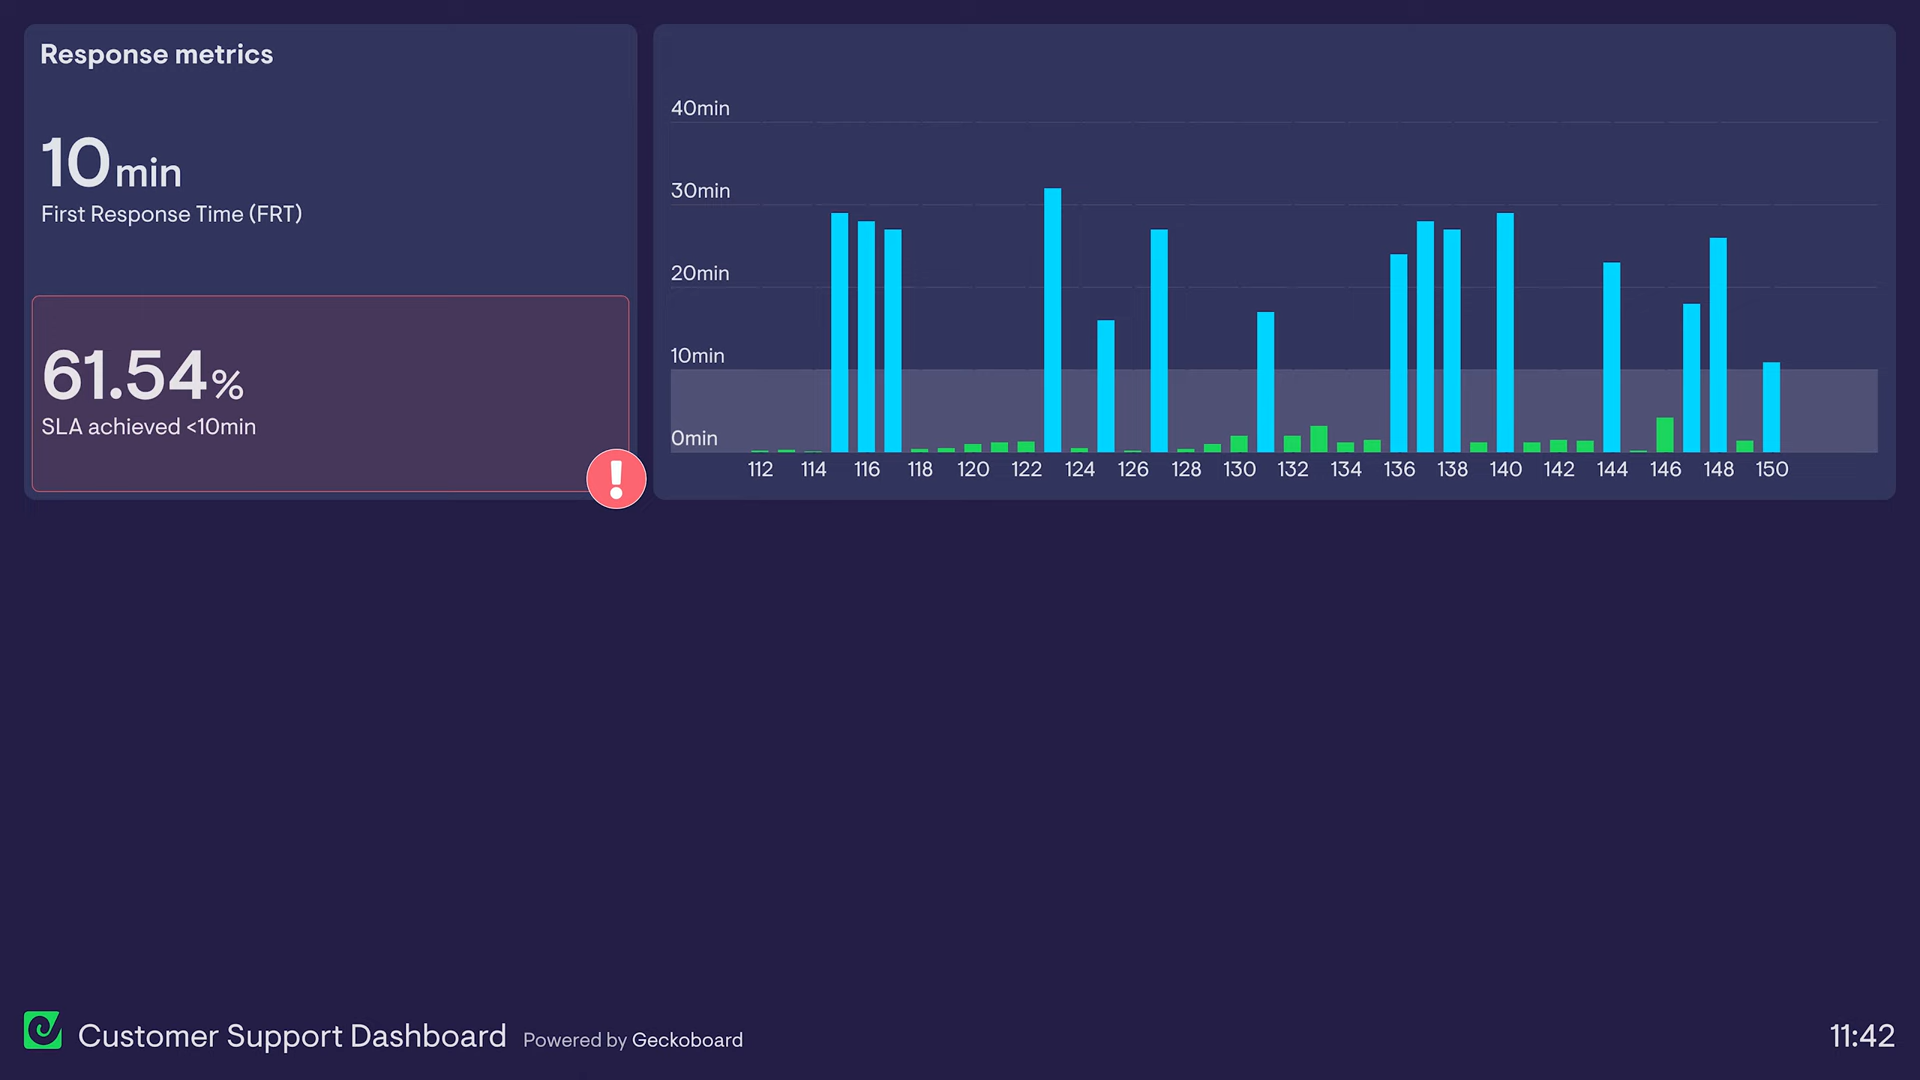 Response metrics
10min
First Response Time (FRT)
61.54%
SLA achieved <10min
!
40min
30min
20min
10min
0min
112 114 116 118 120 122 124 126 128 130 132 134 136 138 140 142 144 146 148 150
Customer Support Dashboard Powered by Geckoboard
11:42